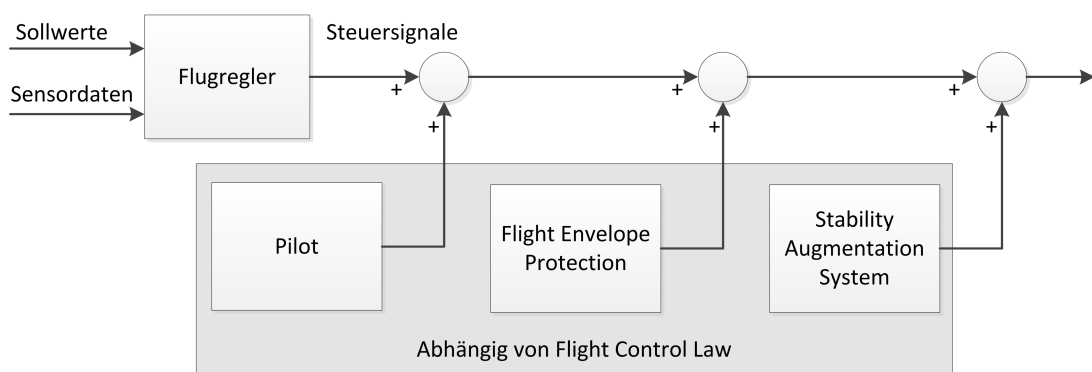 Sollwerte
Steuersignale
Flugregler
Sensordaten
+
+
+
+
+
+
Pilot
Flight Envelope
Protection
Stability
Augmentation
System
Abhängig von Flight Control Law